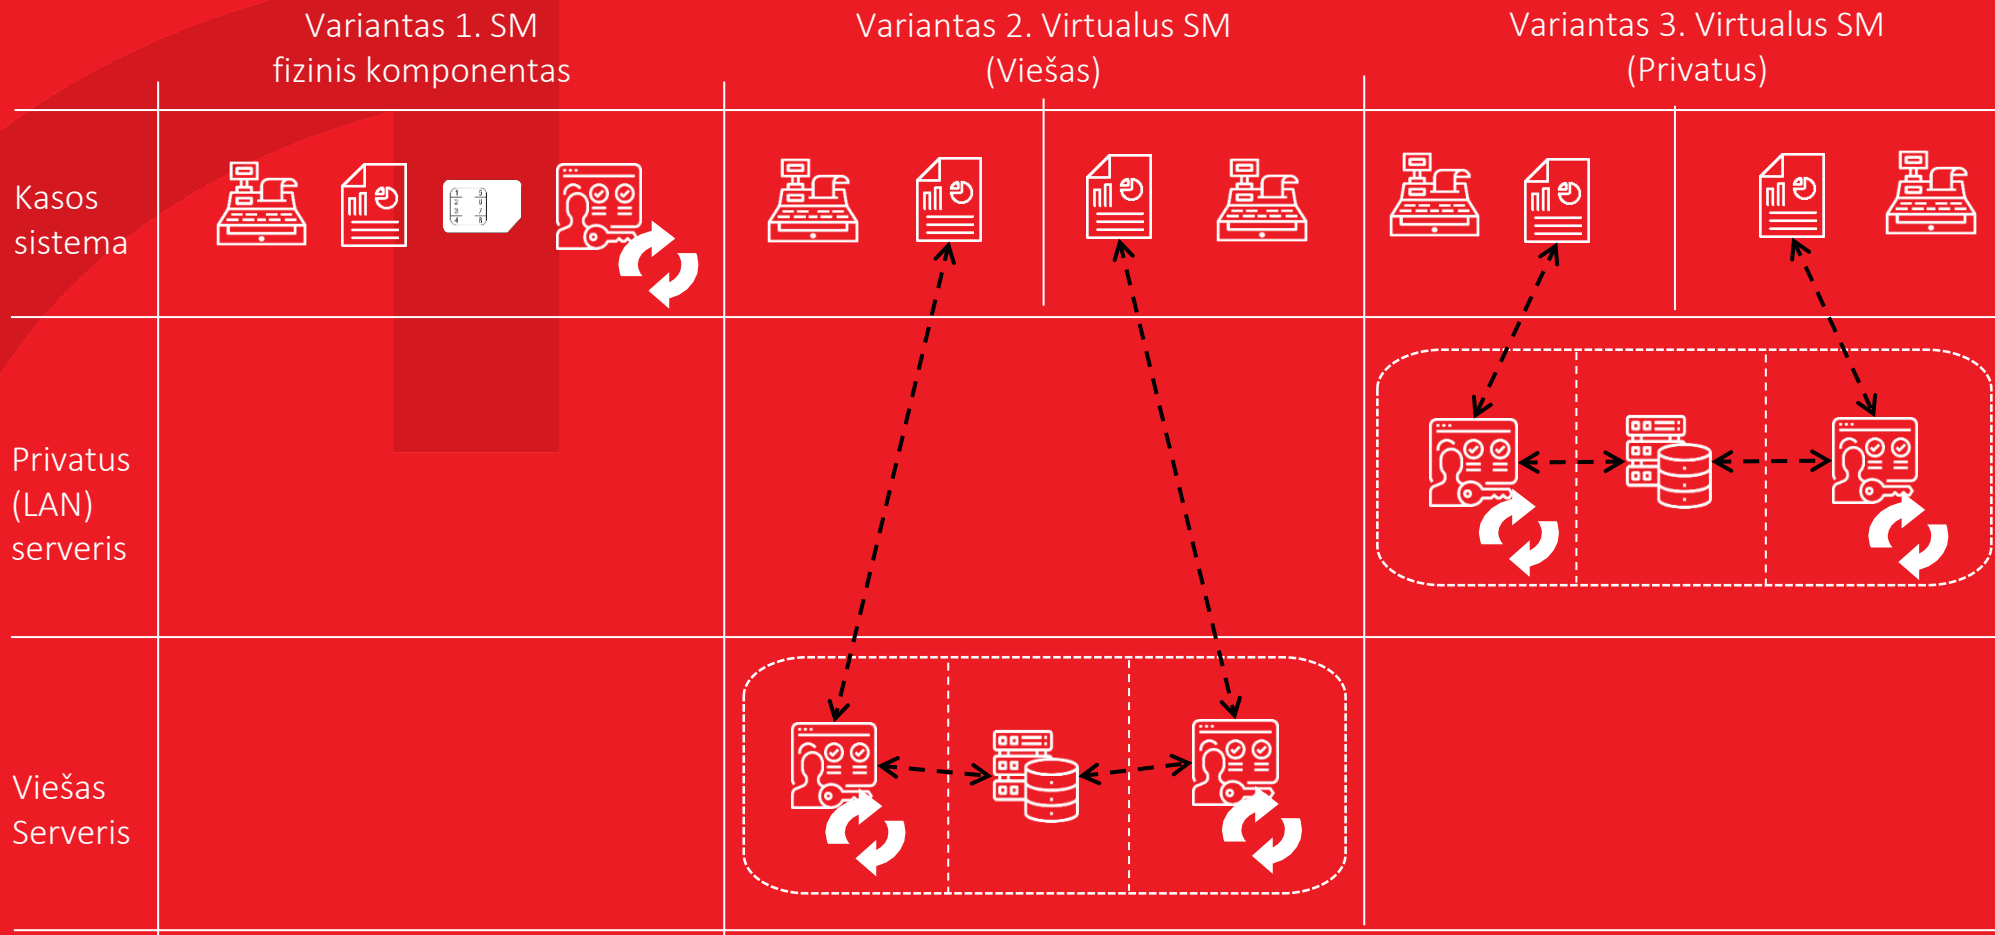 Variantas 1. SM
fizinis komponentas
Variantas 2. Virtualus SM
(Viešas)
Variantas 3. Virtualus SM
(Privatus)
Kasos
sistema
Privatus
(LAN)
serveris
Viešas
Serveris